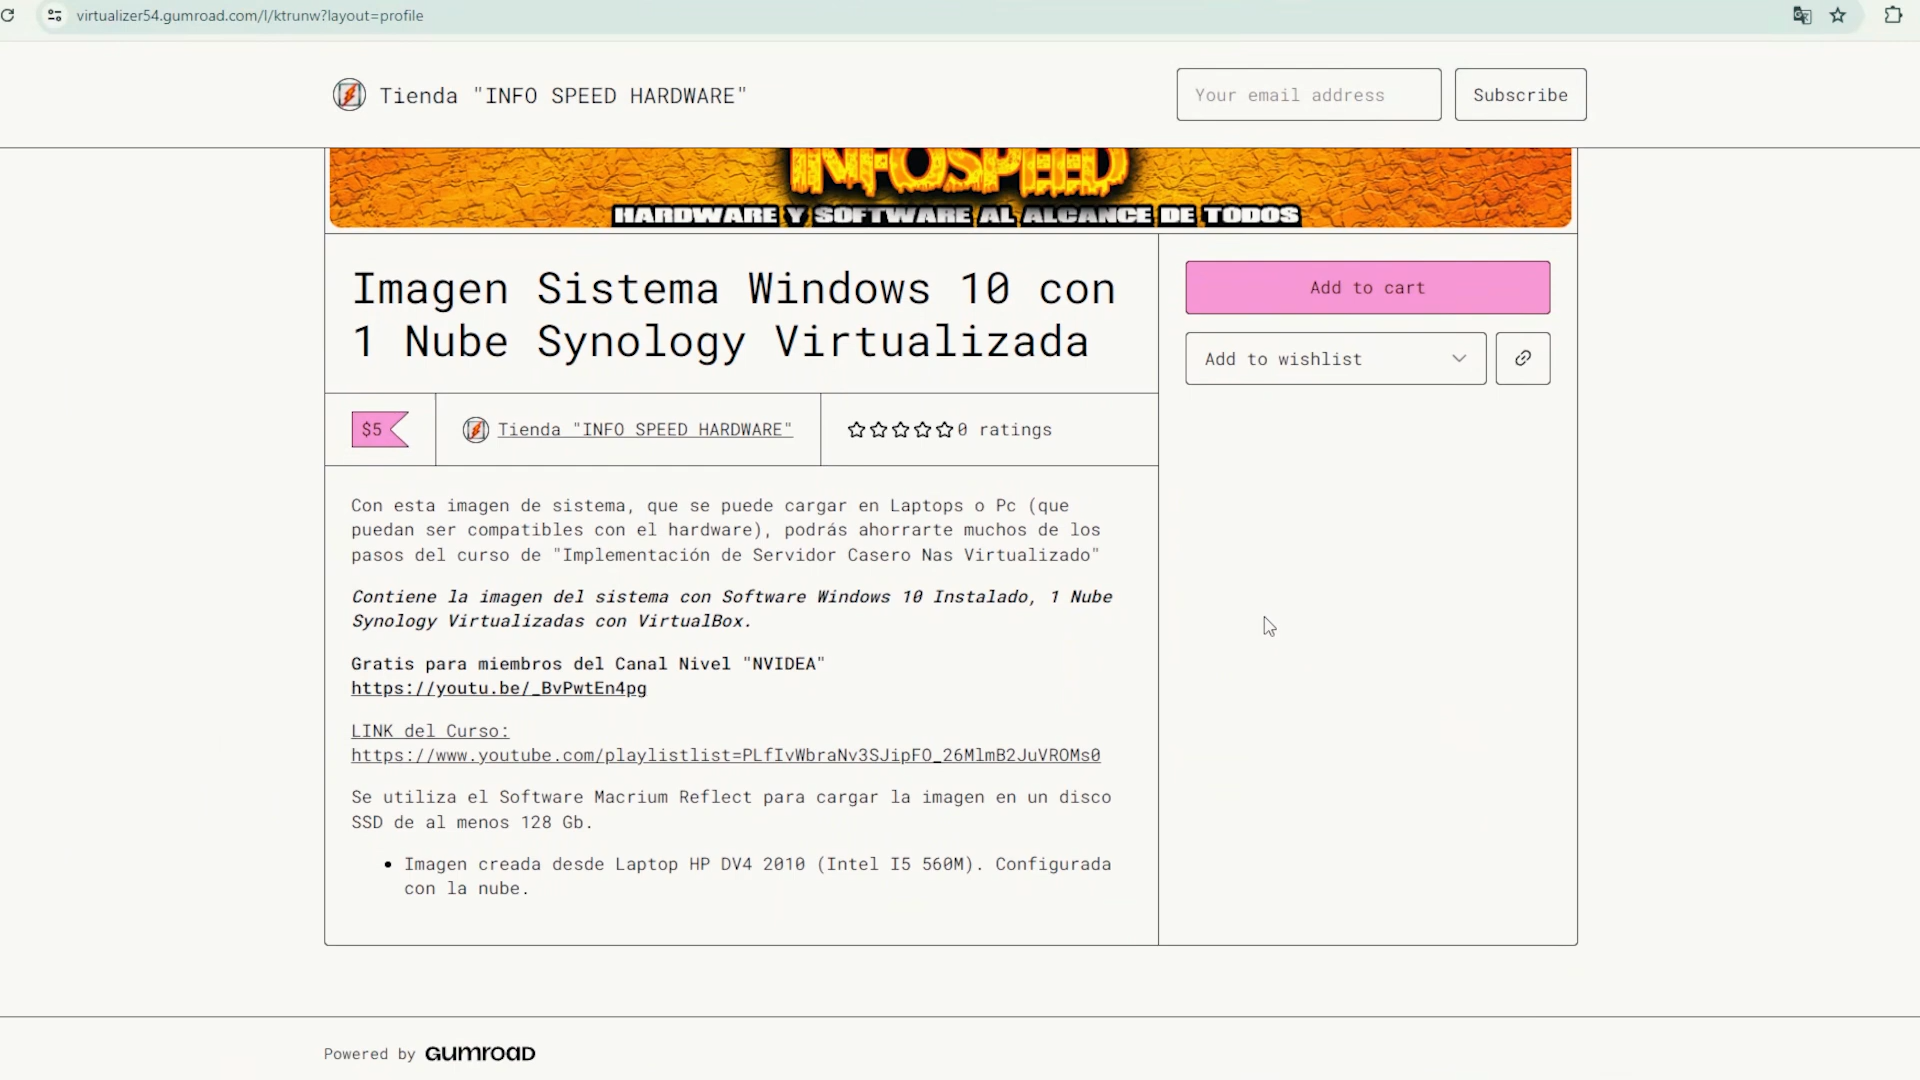 virtualizer54.gumroad.com/l/ktrunw?layout=profile
Tienda "INFO SPEED HARDWARE"
Your email address
Subscribe
INFOSPEED
HARDWARE Y SOFTWARE AL ALCANCE DE TODOS
Imagen Sistema Windows 10 con
1 Nube Synology Virtualizada
Add to cart
Add to wishlist
$5
Tienda "INFO SPEED HARDWARE"
0 ratings
Con esta imagen de sistema, que se puede cargar en Laptops o Pc (que
puedan ser compatibles con el hardware), podrás ahorrarte muchos de los
pasos del curso de "Implementación de Servidor Casero Nas Virtualizado"
Contiene la imagen del sistema con Software Windows 10 Instalado, 1 Nube
Synology Virtualizadas con VirtualBox.
Gratis para miembros del Canal Nivel "NVIDEA"
https://youtu.be/_BvPwtEn4pg
LINK del Curso:
https://www.youtube.com/playlistlist=PLfIvWbraNv3SJipFO_26MlmB2JuVROMs0
Se utiliza el Software Macrium Reflect para cargar la imagen en un disco
SSD de al menos 128 Gb.
Imagen creada desde Laptop HP DV4 2010 (Intel I5 560M). Configurada
con la nube.
Powered by GUMROAD